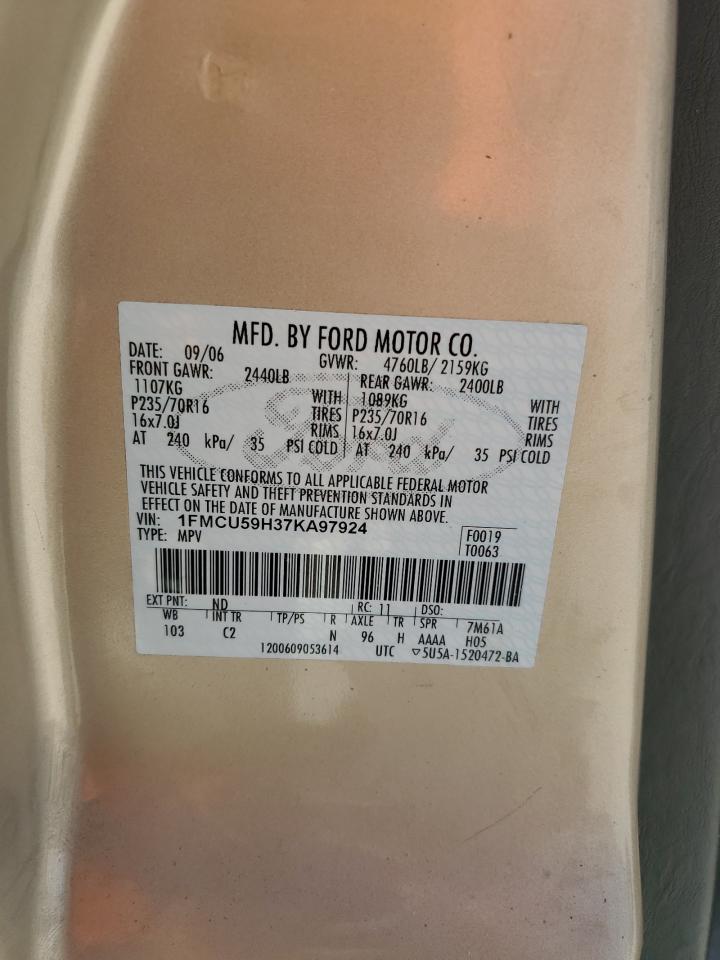 MFD. BY FORD MOTOR CO.
DATE: 09/06 GVWR: 4760LB/ 2159KG
FRONT GAWR: 2440LB REAR GAWR: 2400LB
1107KG WITH 1089KG WITH
P235/70R16 TIRES P235/70R16 TIRES
16x7.0J RIMS 16x7.0J RIMS
AT 240 kPa/ 35 PSI COLD AT 240 kPa/ 35 PSI COLD
Ford
THIS VEHICLE CONFORMS TO ALL APPLICABLE FEDERAL MOTOR
VEHICLE SAFETY AND THEFT PREVENTION STANDARDS IN
EFFECT ON THE DATE OF MANUFACTURE SHOWN ABOVE.
VIN: 1FMCU59H37KA97924
TYPE: MPV F0019
T0063
EXT PNT: ND RC: 11 DSO:
WB INT TR TP/PS R AXLE TR SPR 7M61A
103 C2 N 96 H AAAA H05
1200609053614 UTC ▽5U5A-1520472-BA